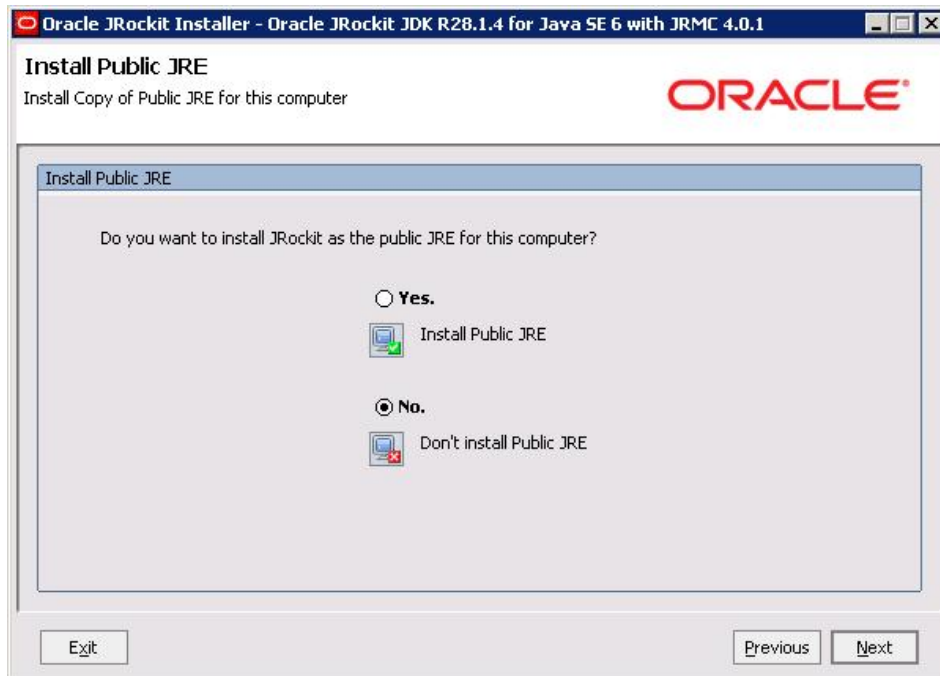 Oracle JRockit Installer - Oracle JRockit JDK R28.1.4 for Java SE 6 with JRMC 4.0.1
Install Public JRE
Install Copy of Public JRE for this computer
ORACLE
Install Public JRE
Do you want to install JRockit as the public JRE for this computer?
Yes.
Install Public JRE
No.
Don't install Public JRE
Exit
Previous
Next